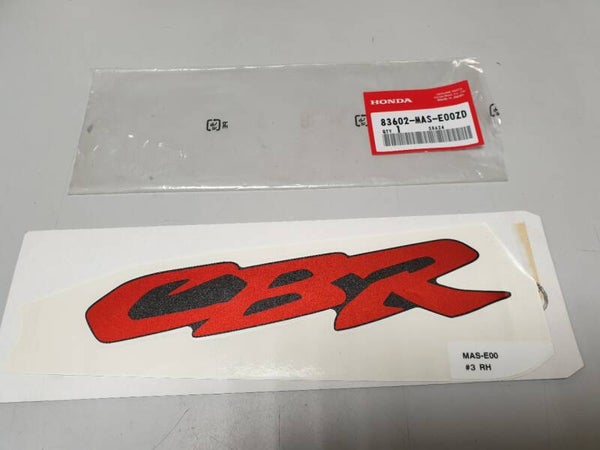 HONDA
83602-MAS-E00ZD
QTY 1
CBR
MAS-E00
#3 RH